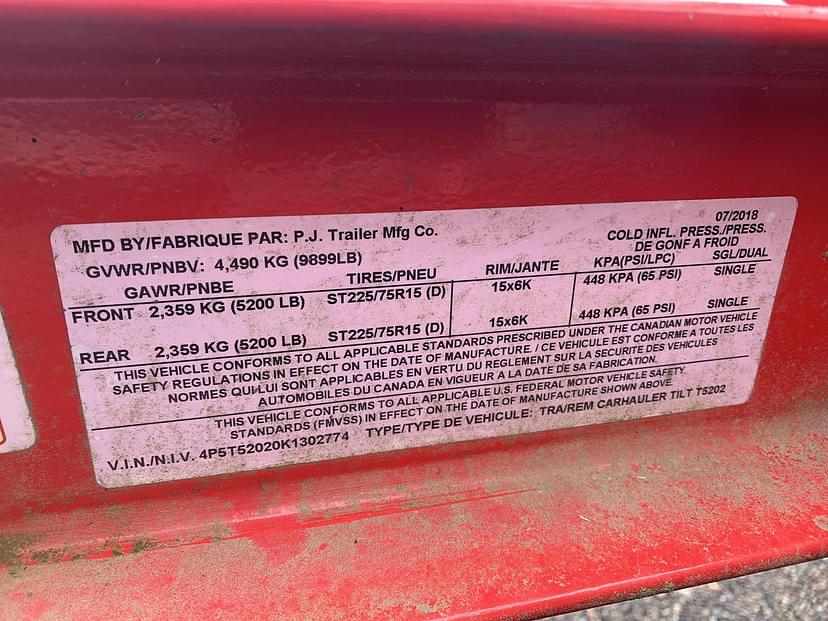 07/2018
MFD BY/FABRIQUE PAR: P.J. Trailer Mfg Co.
COLD INFL. PRESS./PRESS.
DE GONF A FROID
GVWR/PNBV: 4,490 KG (9899LB)
GAWR/PNBE TIRES/PNEU RIM/JANTE KPA(PSI/LPC) SGL/DUAL
FRONT 2,359 KG (5200 LB) ST225/75R15 (D) 15x6K 448 KPA (65 PSI) SINGLE
REAR 2,359 KG (5200 LB) ST225/75R15 (D) 15x6K 448 KPA (65 PSI) SINGLE
THIS VEHICLE CONFORMS TO ALL APPLICABLE STANDARDS PRESCRIBED UNDER THE CANADIAN MOTOR VEHICLE
SAFETY REGULATIONS IN EFFECT ON THE DATE OF MANUFACTURE. / CE VEHICULE EST CONFORME A TOUTES LES
NORMES QUI LUI SONT APPLICABLES EN VERTU DU REGLEMENT SUR LA SECURITE DES VEHICULES
AUTOMOBILES DU CANADA EN VIGUEUR A LA DATE DE SA FABRICATION.
THIS VEHICLE CONFORMS TO ALL APPLICABLE U.S. FEDERAL MOTOR VEHICLE SAFETY
STANDARDS (FMVSS) IN EFFECT ON THE DATE OF MANUFACTURE SHOWN ABOVE.
V.I.N./N.I.V. 4P5T52020K1302774 TYPE/TYPE DE VEHICULE: TRA/REM CARHAULER TILT T5202